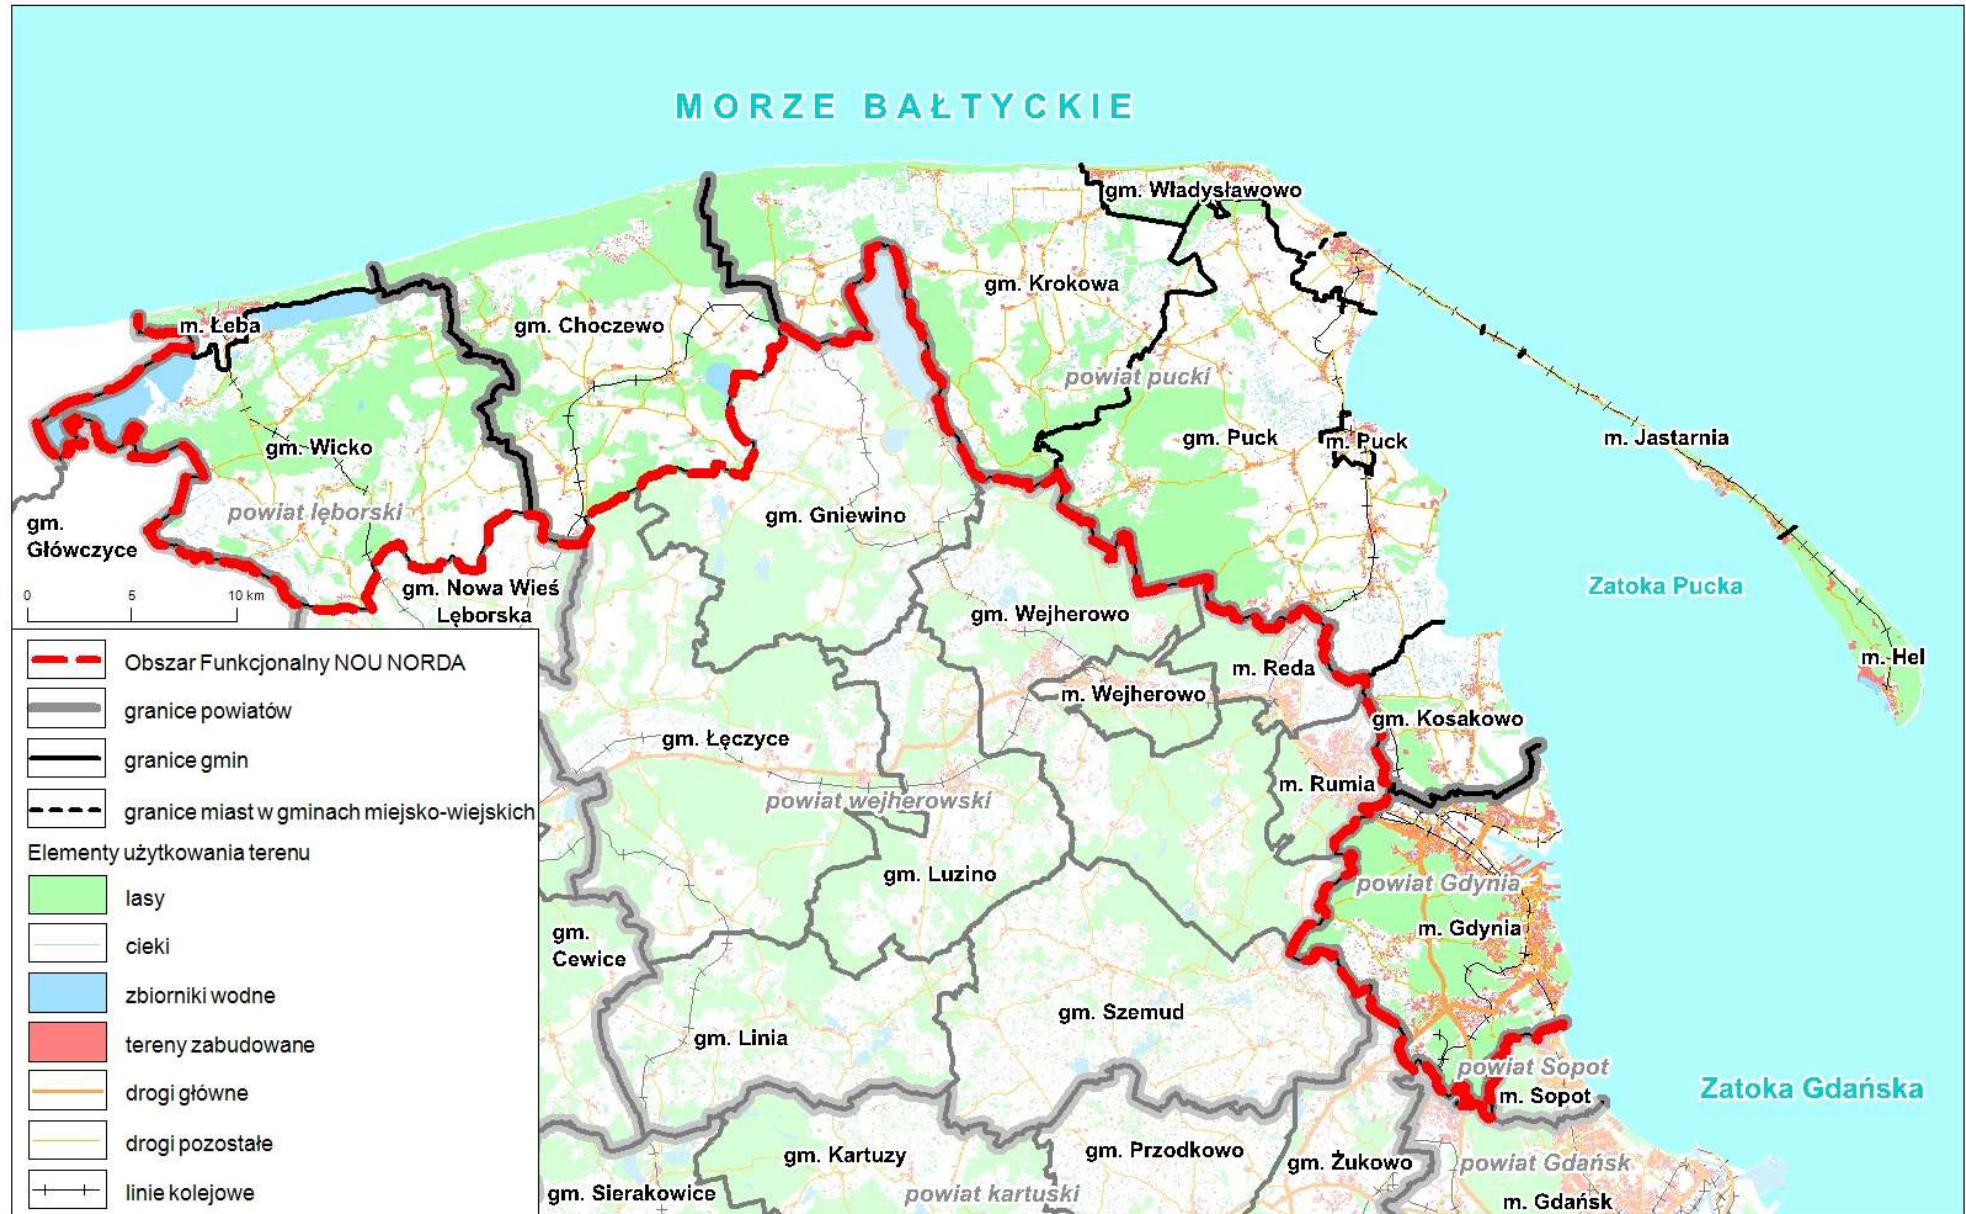 MORZE BAŁTYCKIE
gm. Władysławowo
gm. Krokowa
m. Łeba
gm. Choczewo
powiat pucki
gm. Puck
m. Puck
m. Jastarnia
gm. Wicko
powiat lęborski
gm. Gniewino
gm.
Główczyce
gm. Nowa Wieś
Lęborska
0 5 10 km
Zatoka Pucka
gm. Wejherowo
m. Reda
m. Hel
m. Wejherowo
gm. Kosakowo
gm. Łęczyce
m. Rumia
powiat wejherowski
gm. Luzino
powiat Gdynia
m. Gdynia
gm.
Cewice
gm. Szemud
gm. Linia
powiat Sopot
m. Sopot
Zatoka Gdańska
gm. Kartuzy
gm. Przodkowo
gm. Żukowo
powiat Gdańsk
gm. Sierakowice
powiat kartuski
m. Gdańsk
Obszar Funkcjonalny NOU NORDA
granice powiatów
granice gmin
granice miast w gminach miejsko-wiejskich
Elementy użytkowania terenu
lasy
cieki
zbiorniki wodne
tereny zabudowane
drogi główne
drogi pozostałe
linie kolejowe